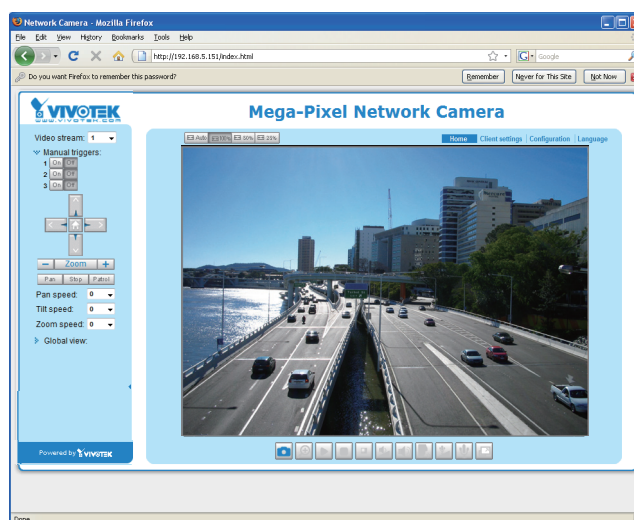 Network Camera - Mozilla Firefox
File Edit View History Bookmarks Tools Help
http://192.168.5.151/index.html
Google
Do you want Firefox to remember this password?
Remember
Never for This Site
Not Now
VIVOTEK
WWW.VIVOTEK.COM
Mega-Pixel Network Camera
Video stream: 1
Auto 100% 50% 25%
Home Client settings Configuration Language
Manual triggers:
1 On Off
2 On Off
3 On Off
− Zoom +
Pan Stop Patrol
Pan speed: 0
Tilt speed: 0
Zoom speed: 0
Global view:
Powered by VIVOTEK
Done